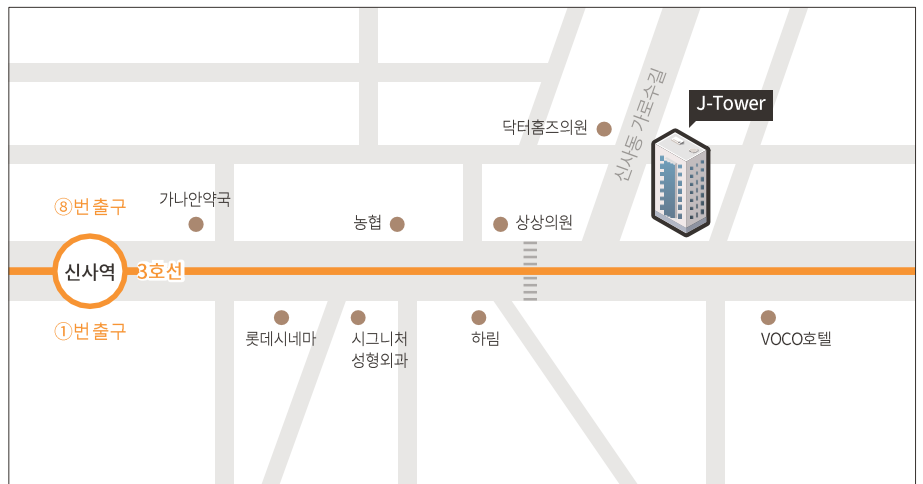 J-Tower
신사동 가로수길
닥터홈즈의원
⑧번 출구
가나안약국
농협
상상의원
신사역
3호선
①번 출구
롯데시네마
시그니처
성형외과
하림
VOCO호텔